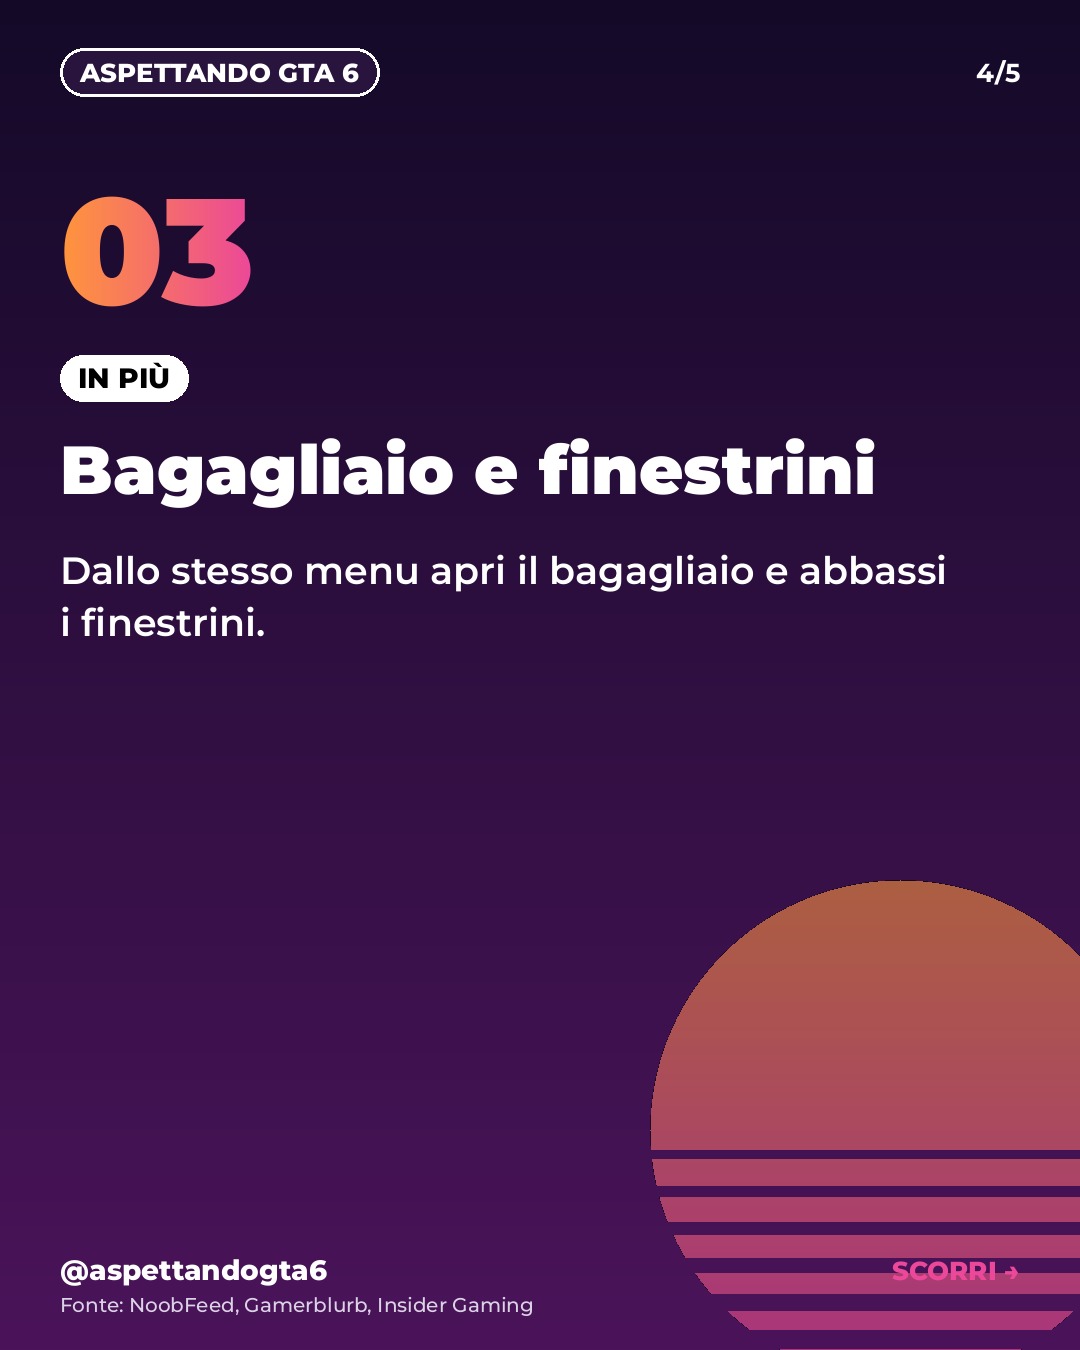 ASPETTANDO GTA 6
4/5
03
IN PIÙ
Bagagliaio e finestrini
Dallo stesso menu apri il bagagliaio e abbassi
i finestrini.
@aspettandogta6
SCORRI →
Fonte: NoobFeed, Gamerblurb, Insider Gaming